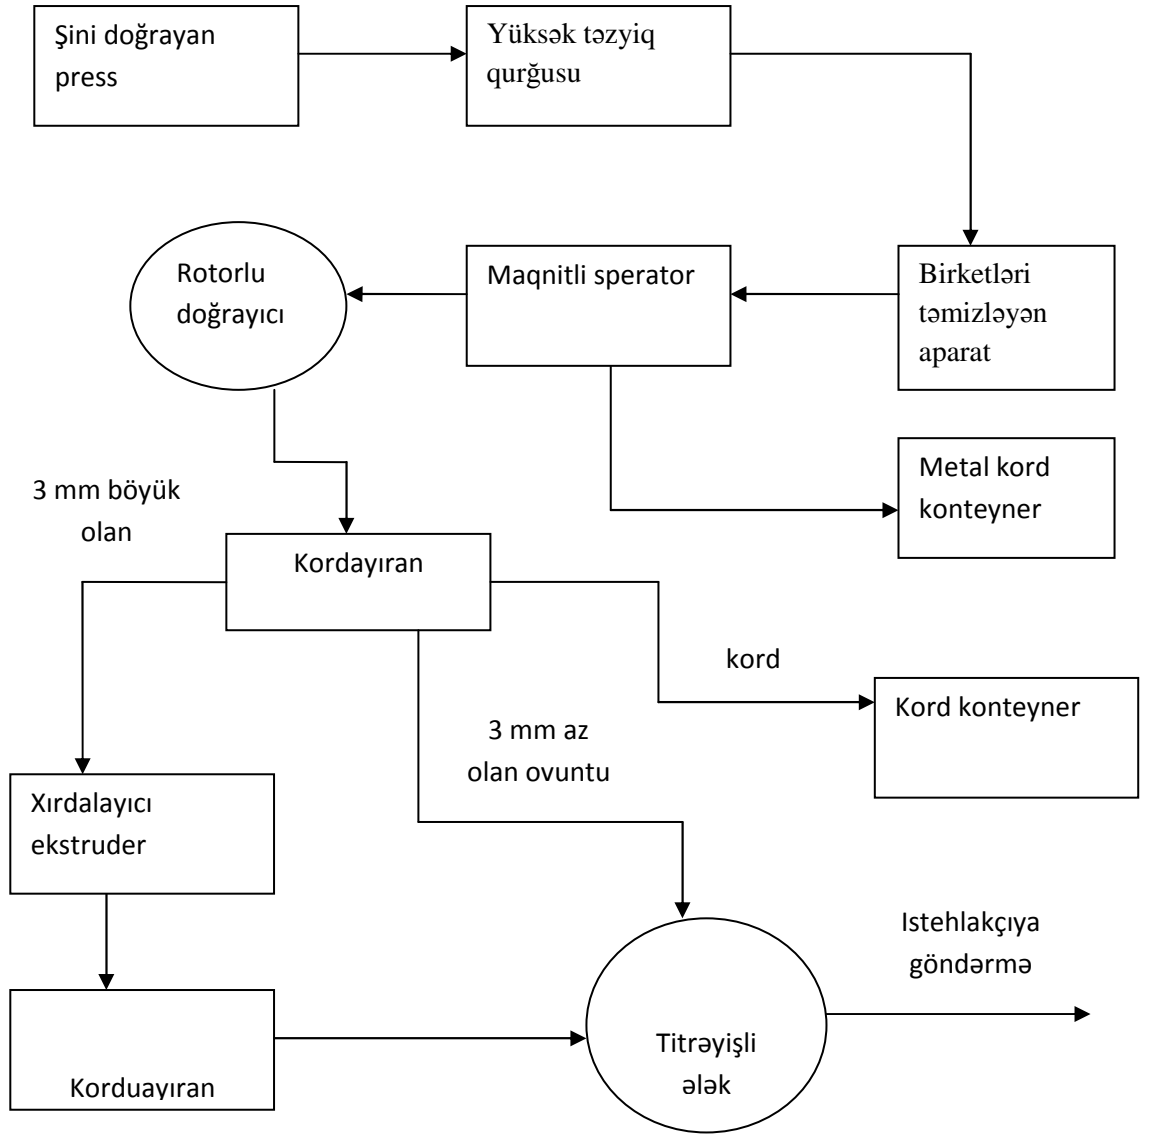 Şini doğrayan
press
Yüksək təzyiq
qurğusu
Rotorlu
doğrayıcı
Maqnitli sperator
Birketləri
təmizləyən
aparat
Metal kord
konteyner
3 mm böyük
olan
Kordayıran
kord
Kord konteyner
3 mm az
olan ovuntu
Xırdalayıcı
ekstruder
Istehlakçıya
göndərmə
Korduayıran
Titrəyişli
ələk